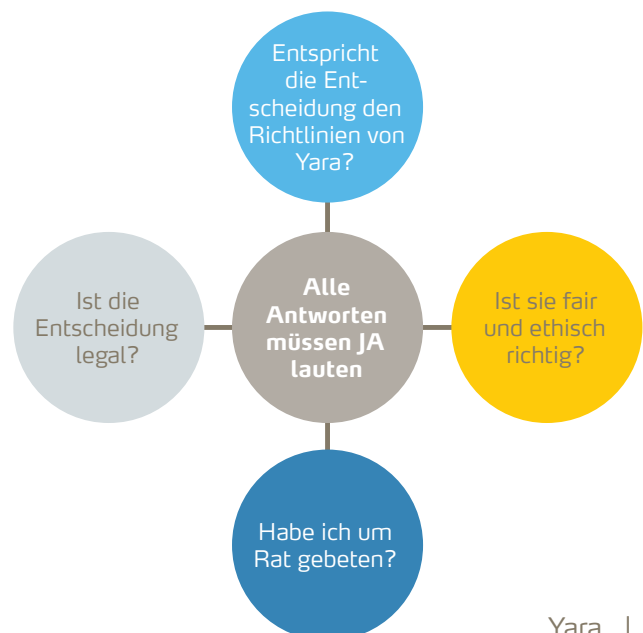 Entspricht
die Ent-
scheidung den
Richtlinien von
Yara?
Ist die
Entscheidung
legal?
Alle
Antworten
müssen JA
lauten
Ist sie fair
und ethisch
richtig?
Habe ich um
Rat gebeten?
Yara |